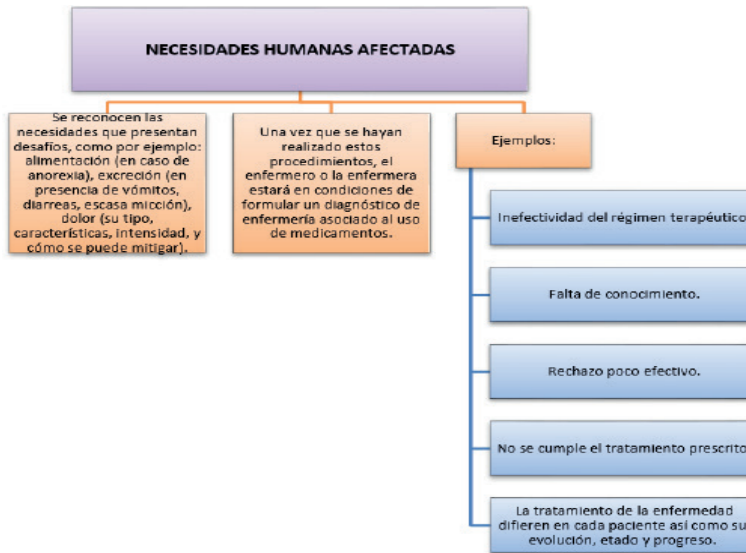 NECESIDADES HUMANAS AFECTADAS
Se reconocen las
necesidades que presentan
desafíos, como por ejemplo:
alimentación (en caso de
anorexia), excreción (en
presencia de vómitos,
diarreas, escasa micción),
dolor (su tipo,
características, intensidad, y
cómo se puede mitigar).
Una vez que se hayan
realizado estos
procedimientos, el
enfermero o la enfermera
estará en condiciones de
formular un diagnóstico de
enfermería asociado al uso
de medicamentos.
Ejemplos:
Inefectividad del régimen terapéutico
Falta de conocimiento.
Rechazo poco efectivo.
No se cumple el tratamiento prescrito
La tratamiento de la enfermedad
difieren en cada paciente así como su
evolución, etado y progreso.